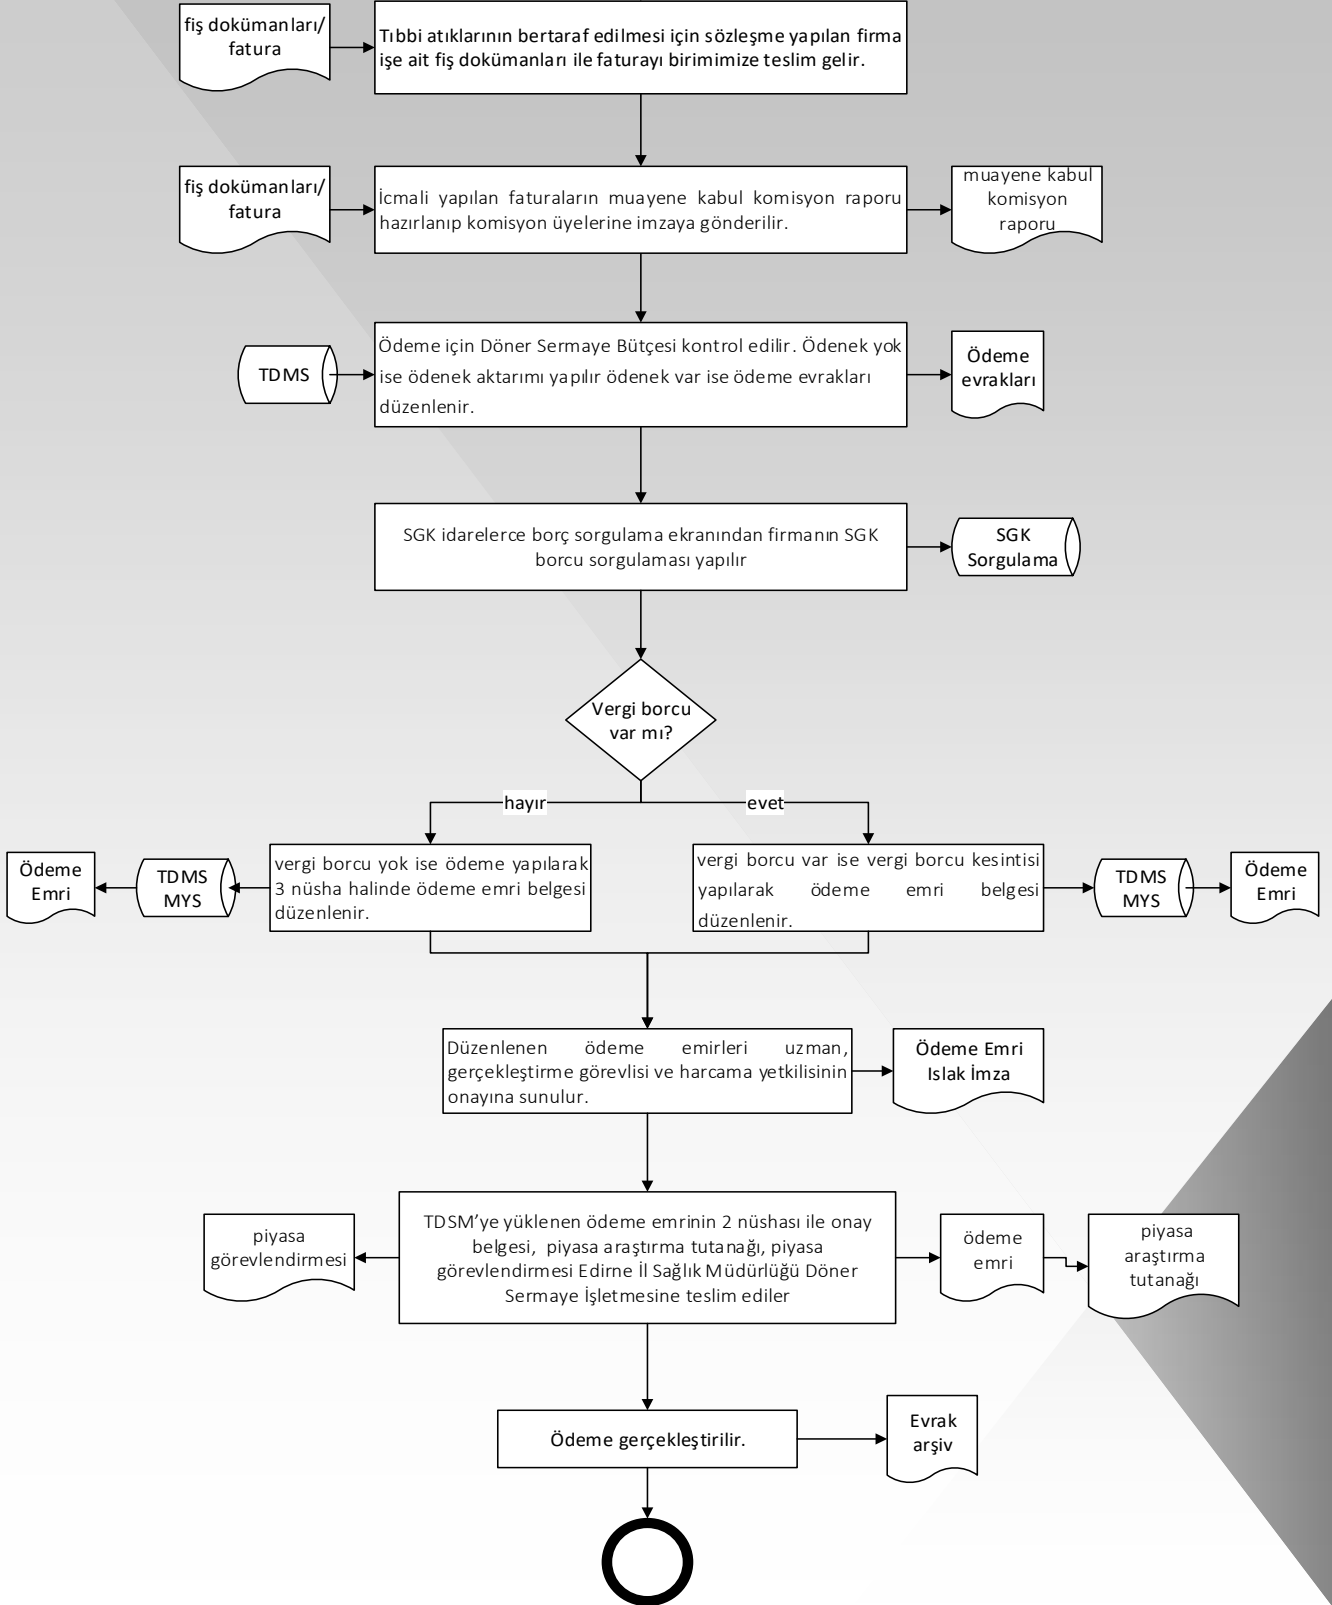 fiş dokümanları/
fatura
Tıbbi atıklarının bertaraf edilmesi için sözleşme yapılan firma
işe ait fiş dokümanları ile faturayı birimimize teslim gelir.
fiş dokümanları/
fatura
İcmali yapılan faturaların muayene kabul komisyon raporu
hazırlanıp komisyon üyelerine imzaya gönderilir.
muayene kabul
komisyon
raporu
TDMS
Ödeme için Döner Sermaye Bütçesi kontrol edilir. Ödenek yok
ise ödenek aktarımı yapılır ödenek var ise ödeme evrakları
düzenlenir.
Ödeme
evrakları
SGK idarelerce borç sorgulama ekranından firmanın SGK
borcu sorgulaması yapılır
SGK
Sorgulama
Vergi borcu
var mı?
hayır
evet
Ödeme
Emri
TDMS
MYS
vergi borcu yok ise ödeme yapılarak
3 nüsha halinde ödeme emri belgesi
düzenlenir.
vergi borcu var ise vergi borcu kesintisi
yapılarak ödeme emri belgesi
düzenlenir.
TDMS
MYS
Ödeme
Emri
Düzenlenen ödeme emirleri uzman,
gerçekleştirme görevlisi ve harcama yetkilisinin
onayına sunulur.
Ödeme Emri
Islak İmza
piyasa
görevlendirmesi
TDSM’ye yüklenen ödeme emrinin 2 nüshası ile onay
belgesi, piyasa araştırma tutanağı, piyasa
görevlendirmesi Edirne İl Sağlık Müdürlüğü Döner
Sermaye İşletmesine teslim ediler
ödeme
emri
piyasa
araştırma
tutanağı
Ödeme gerçekleştirilir.
Evrak
arşiv